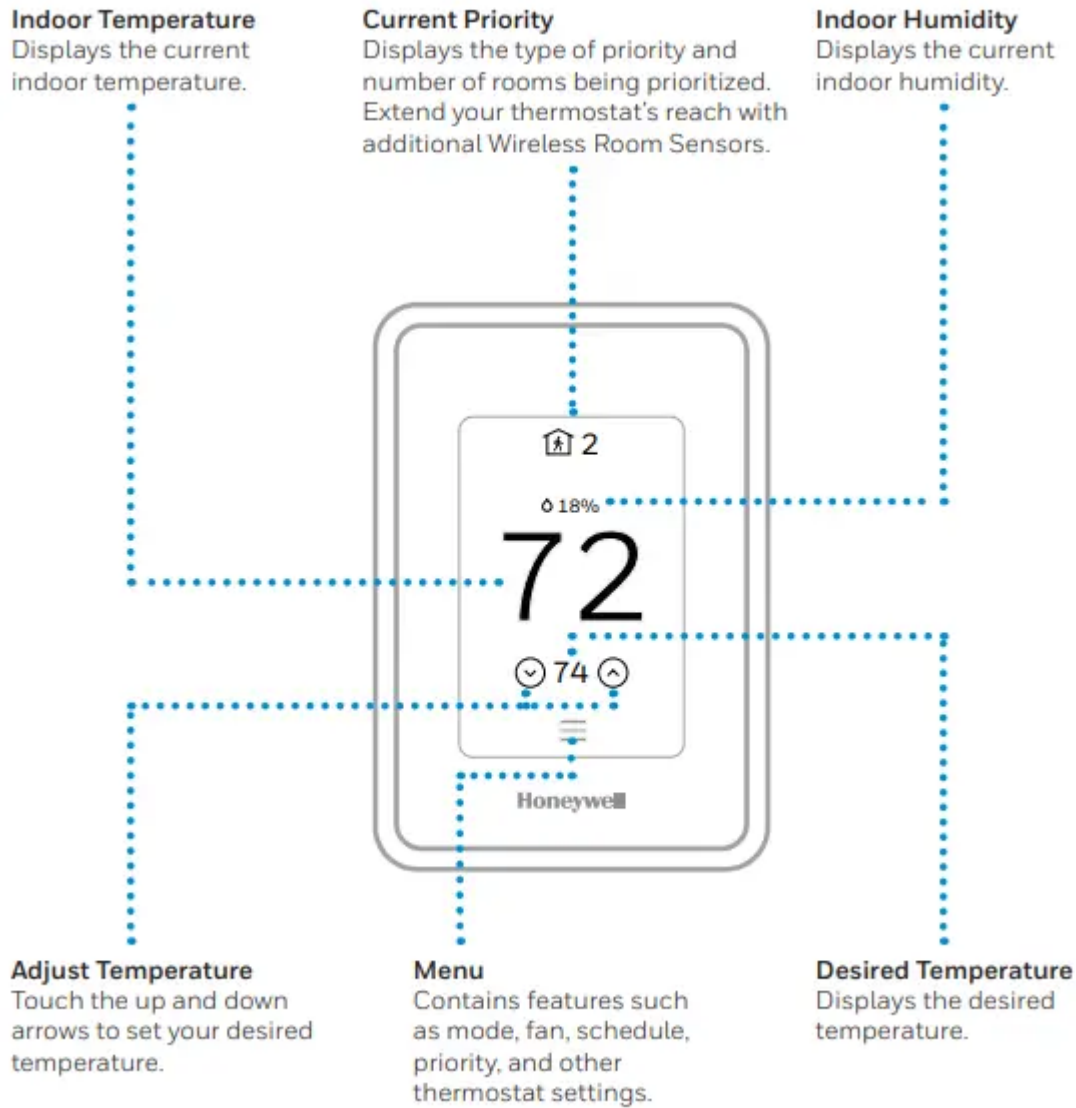 Indoor Temperature
Displays the current
indoor temperature.
Current Priority
Displays the type of priority and
number of rooms being prioritized.
Extend your thermostat's reach with
additional Wireless Room Sensors.
Indoor Humidity
Displays the current
indoor humidity.
2
18%
72
74
Honeywell
Adjust Temperature
Touch the up and down
arrows to set your desired
temperature.
Menu
Contains features such
as mode, fan, schedule,
priority, and other
thermostat settings.
Desired Temperature
Displays the desired
temperature.